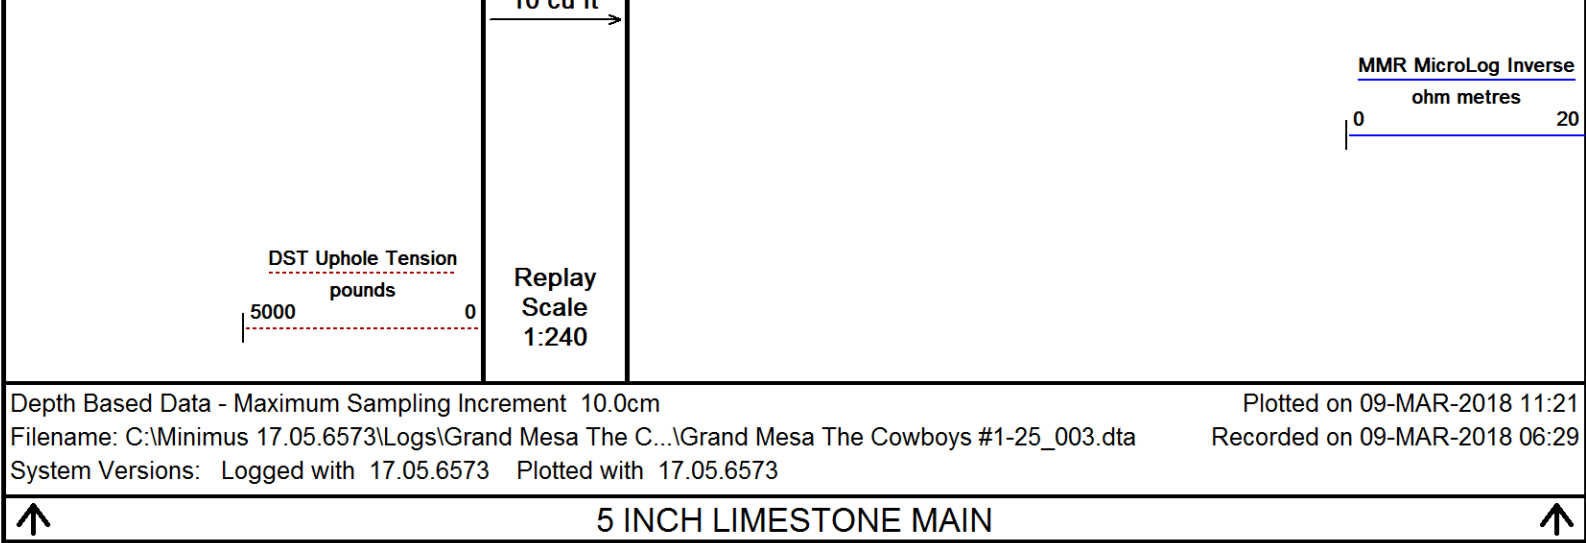 10 cu ft
MMR MicroLog Inverse
ohm metres
0 20
DST Uphole Tension
pounds
5000 0
Replay
Scale
1:240
Depth Based Data - Maximum Sampling Increment 10.0cm
Plotted on 09-MAR-2018 11:21
Filename: C:\Minimus 17.05.6573\Logs\Grand Mesa The C...\Grand Mesa The Cowboys #1-25_003.dta
Recorded on 09-MAR-2018 06:29
System Versions: Logged with 17.05.6573 Plotted with 17.05.6573
5 INCH LIMESTONE MAIN